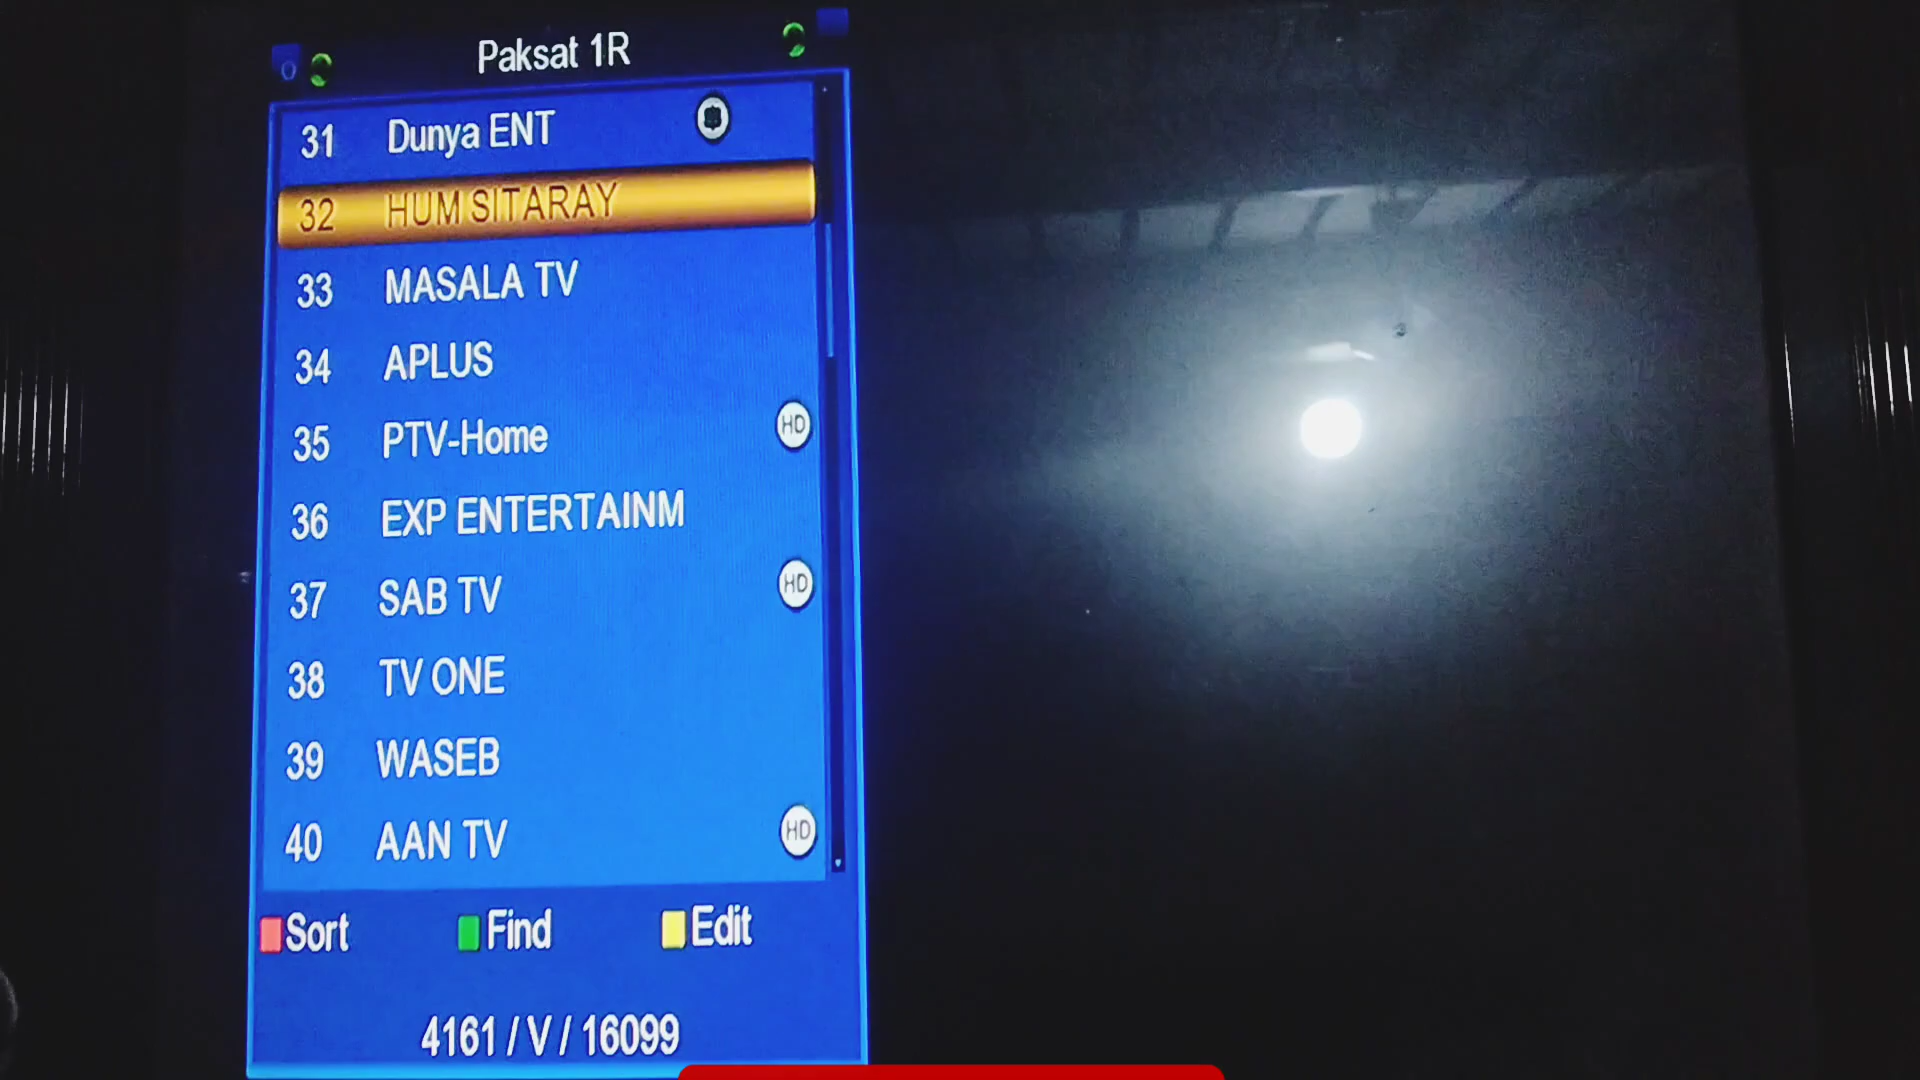 Paksat 1R
31 Dunya ENT
32 HUM SITARAY
33 MASALA TV
34 APLUS
35 PTV-Home HD
36 EXP ENTERTAINM
37 SAB TV HD
38 TV ONE
39 WASEB
40 AAN TV HD
Sort Find Edit
4161 / V / 16099